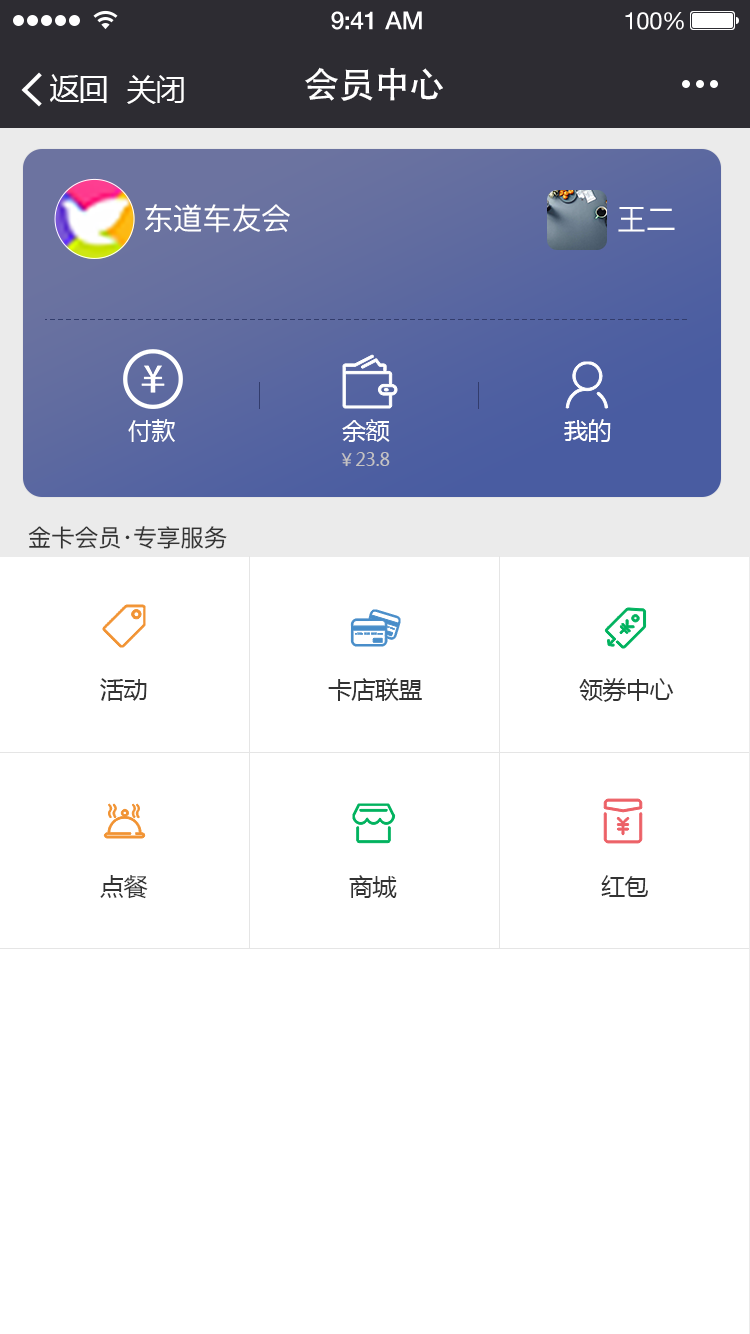 9:41 AM
100%
返回 关闭
会员中心
东道车友会
王二
付款
余额
我的
¥23.8
金卡会员·专享服务
活动
卡店联盟
领券中心
点餐
商城
红包